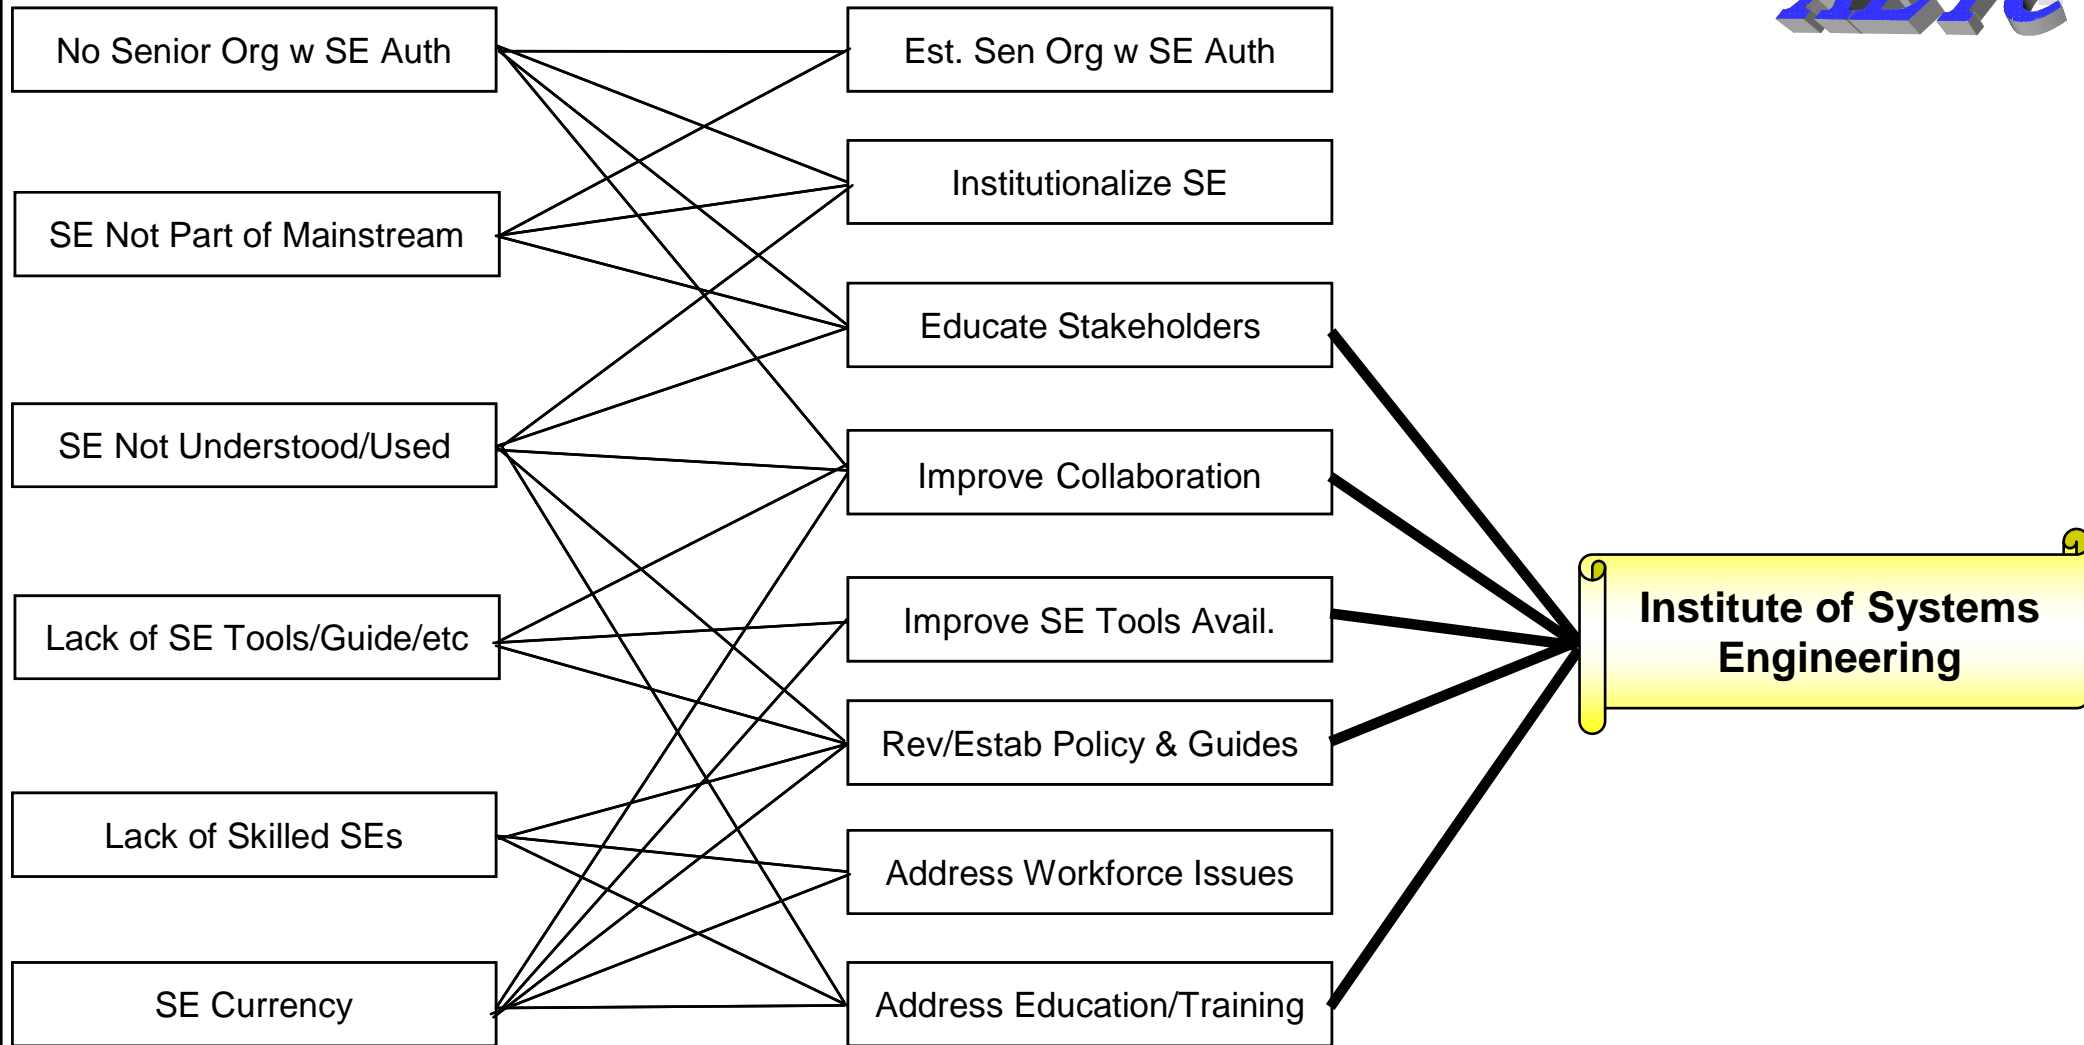 No Senior Org w SE Auth
Est. Sen Org w SE Auth
Institutionalize SE
SE Not Part of Mainstream
Educate Stakeholders
SE Not Understood/Used
Improve Collaboration
Lack of SE Tools/Guide/etc
Improve SE Tools Avail.
Institute of Systems
Engineering
Rev/Estab Policy & Guides
Lack of Skilled SEs
Address Workforce Issues
SE Currency
Address Education/Training